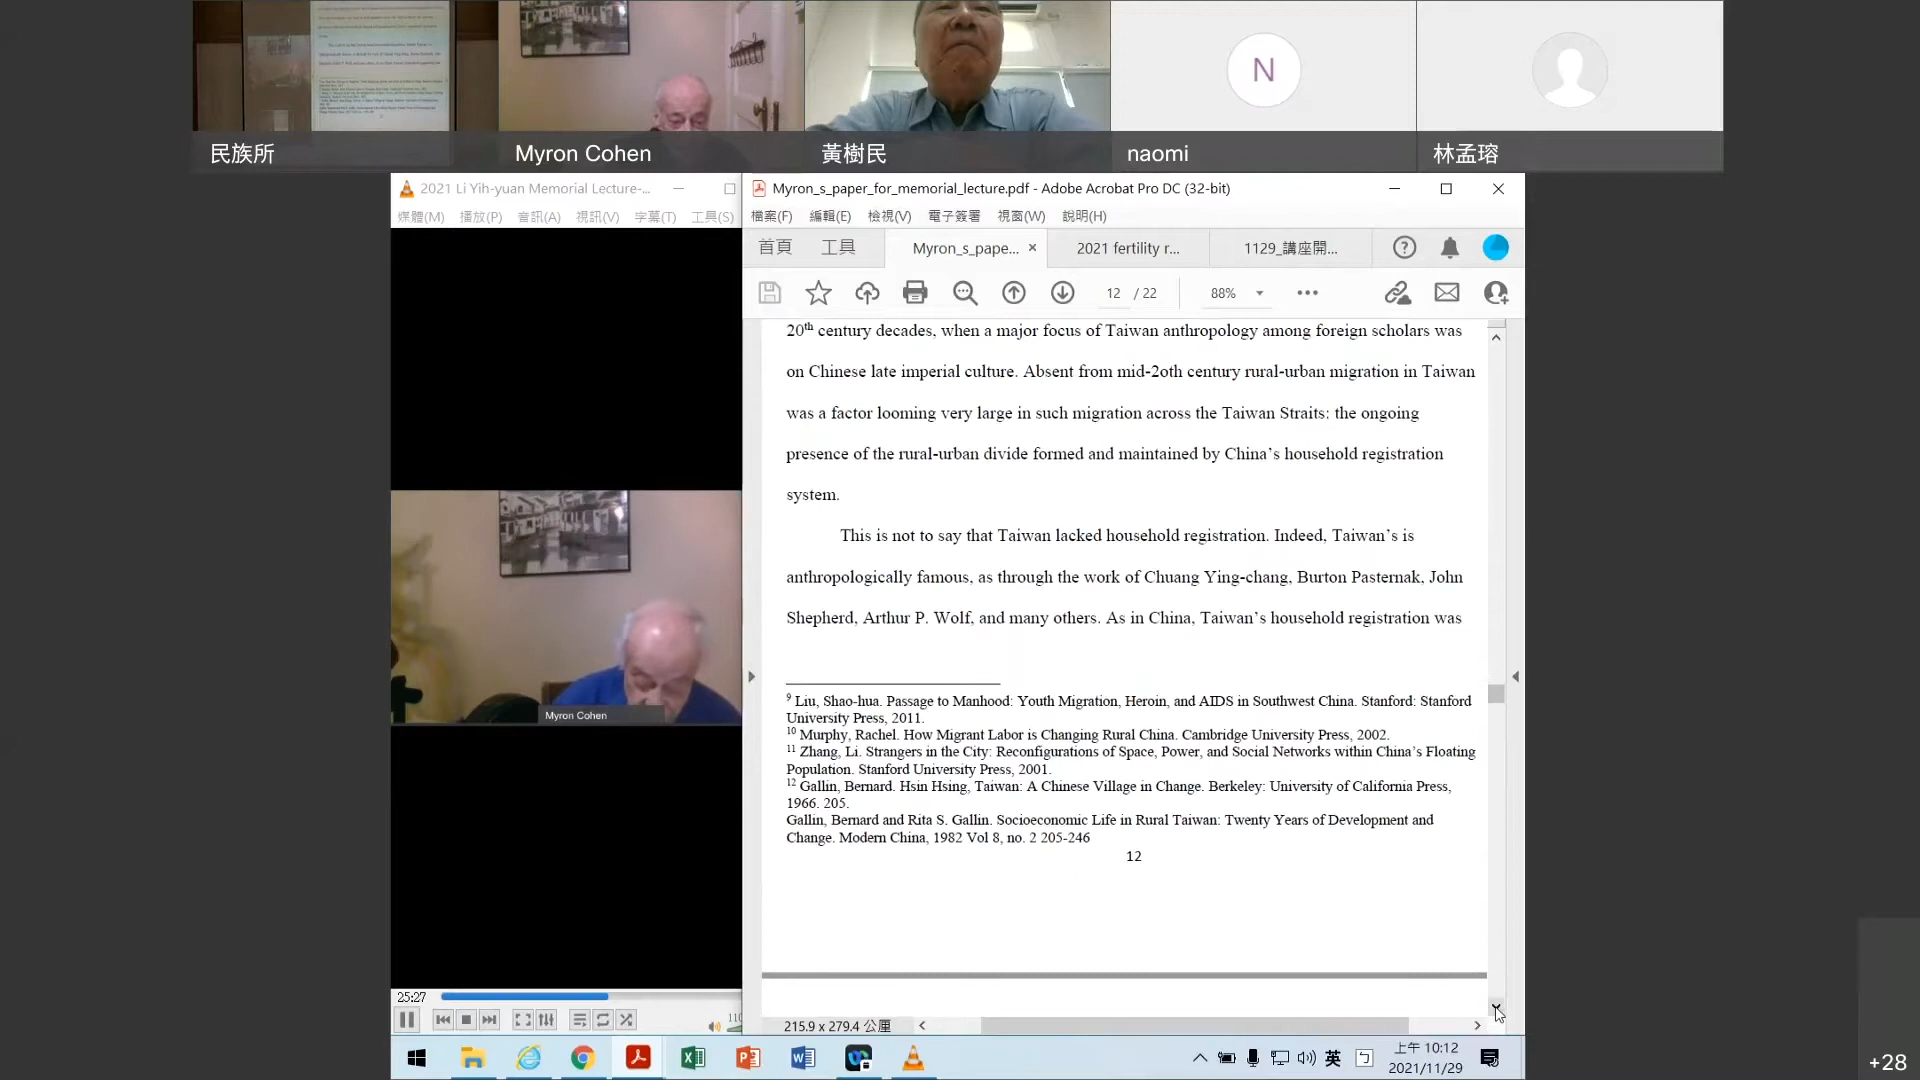 民族所
Myron Cohen
黃樹民
N
naomi
林孟瑢
2021 Li Yih-yuan Memorial Lecture-...
媒體(M) 播放(P) 音訊(A) 視訊(V) 字幕(T) 工具(S)
Myron Cohen
25:27
110
Myron_s_paper_for_memorial_lecture.pdf - Adobe Acrobat Pro DC (32-bit)
檔案(F) 編輯(E) 檢視(V) 電子簽署 視窗(W) 說明(H)
首頁 工具 Myron_s_pape... × 2021 fertility r... 1129_講座開...
12 / 22 88%
20th century decades, when a major focus of Taiwan anthropology among foreign scholars was
on Chinese late imperial culture. Absent from mid-2oth century rural-urban migration in Taiwan
was a factor looming very large in such migration across the Taiwan Straits: the ongoing
presence of the rural-urban divide formed and maintained by China’s household registration
system.
This is not to say that Taiwan lacked household registration. Indeed, Taiwan’s is
anthropologically famous, as through the work of Chuang Ying-chang, Burton Pasternak, John
Shepherd, Arthur P. Wolf, and many others. As in China, Taiwan’s household registration was
9 Liu, Shao-hua. Passage to Manhood: Youth Migration, Heroin, and AIDS in Southwest China. Stanford: Stanford
University Press, 2011.
10 Murphy, Rachel. How Migrant Labor is Changing Rural China. Cambridge University Press, 2002.
11 Zhang, Li. Strangers in the City: Reconfigurations of Space, Power, and Social Networks within China’s Floating
Population. Stanford University Press, 2001.
12 Gallin, Bernard. Hsin Hsing, Taiwan: A Chinese Village in Change. Berkeley: University of California Press,
1966. 205.
Gallin, Bernard and Rita S. Gallin. Socioeconomic Life in Rural Taiwan: Twenty Years of Development and
Change. Modern China, 1982 Vol 8, no. 2 205-246
12
215.9 x 279.4 公厘
英
上午 10:12
2021/11/29
+28